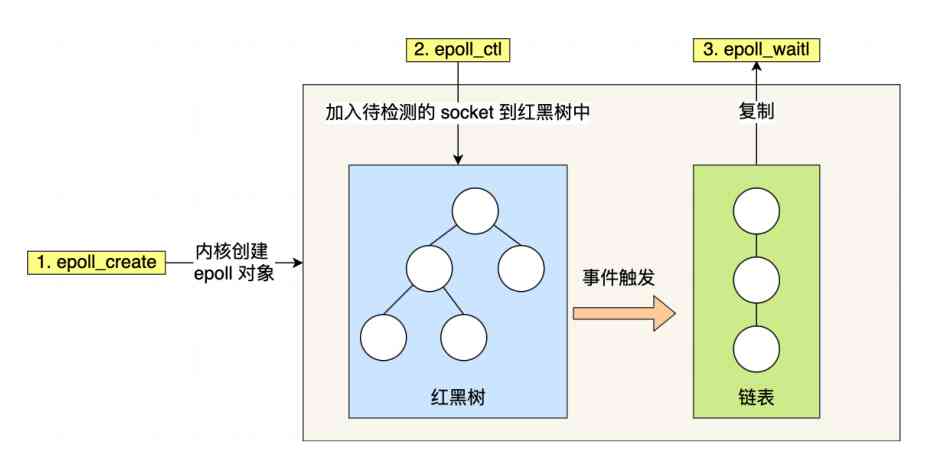 2. epoll_ctl
3. epoll_waitl
加入待检测的 socket 到红黑树中
复制
1. epoll_create
内核创建
epoll 对象
事件触发
红黑树
链表